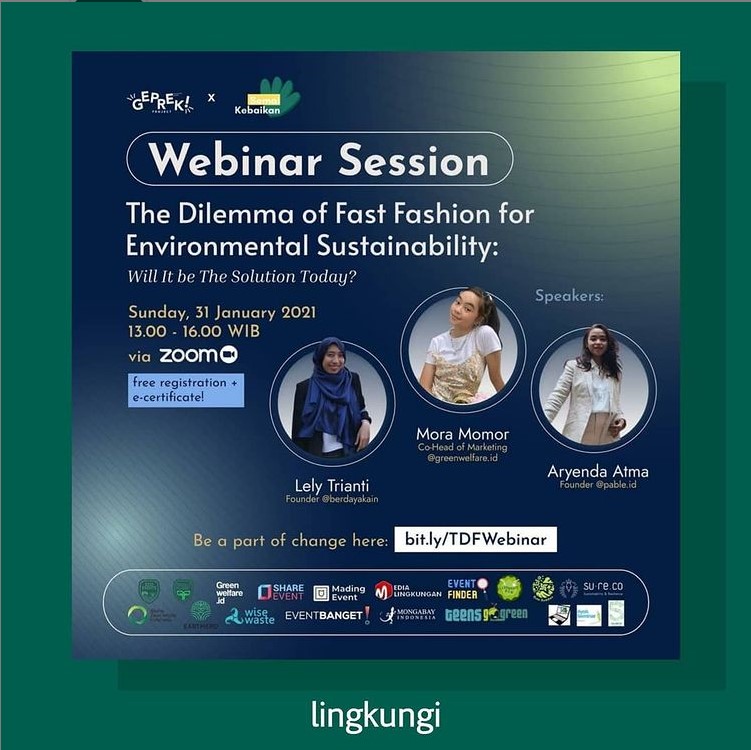 GEPREK!
PROJECT
x
Kebaikan
Webinar Session
The Dilemma of Fast Fashion for
Environmental Sustainability:
Will It be The Solution Today?
Sunday, 31 January 2021
13.00 - 16.00 WIB
via zoom
free registration +
e-certificate!
Speakers:
Lely Trianti
Founder @berdayakain
Mora Momor
Co-Head of Marketing
@greenwelfare.id
Aryenda Atma
Founder @pable.id
Be a part of change here: bit.ly/TDFWebinar
Green
welfare
.id
SHARE
EVENT
Mading
Event
MEDIA
LINGKUNGAN
EVENT
FINDER
su·re.co
EARTHERO
wise
waste
EVENTBANGET!
MONGABAY
INDONESIA
teens go green
lingkungi